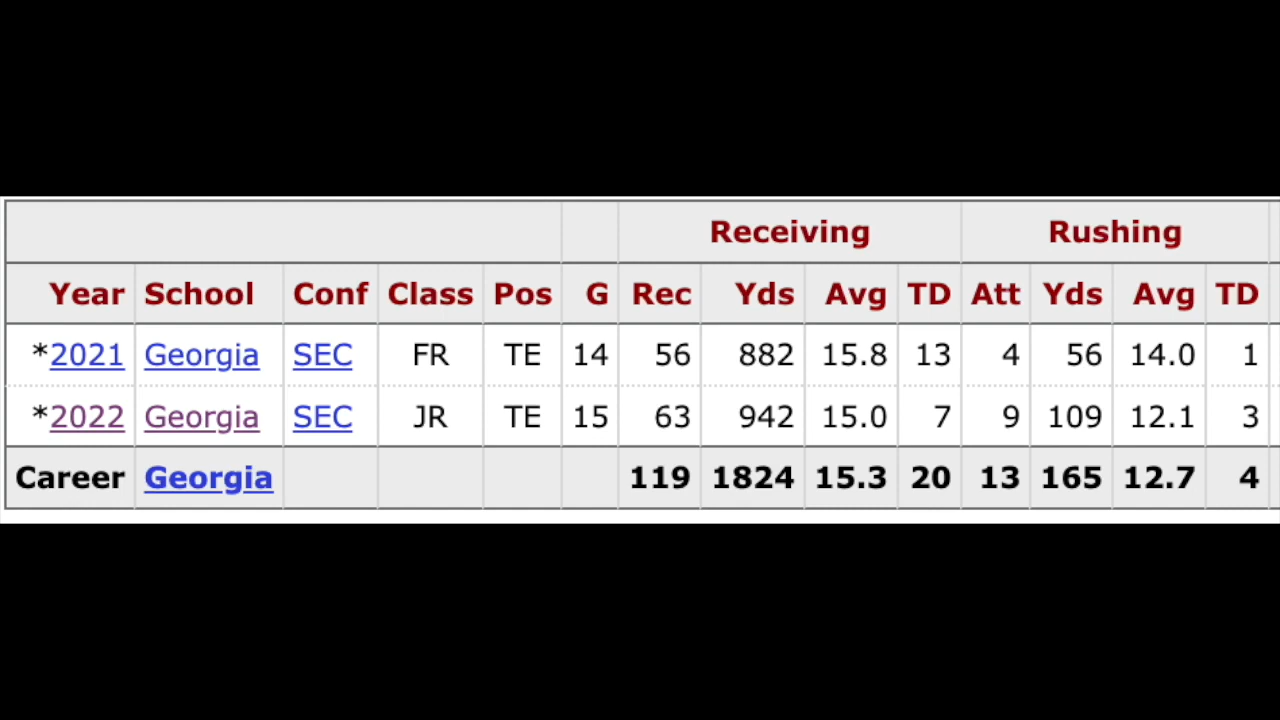 Receiving Rushing
Year School Conf Class Pos G Rec Yds Avg TD Att Yds Avg TD
*2021 Georgia SEC FR TE 14 56 882 15.8 13 4 56 14.0 1
*2022 Georgia SEC JR TE 15 63 942 15.0 7 9 109 12.1 3
Career Georgia 119 1824 15.3 20 13 165 12.7 4